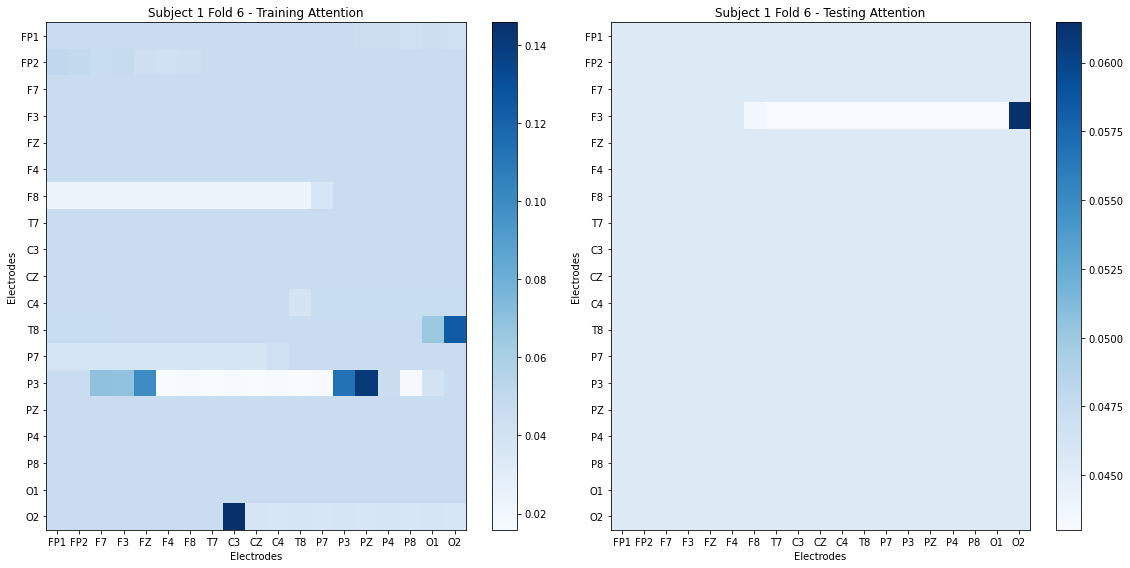 Subject 1 Fold 6 - Training Attention
FP1
FP2
F7
F3
FZ
F4
F8
T7
C3
CZ
C4
T8
P7
P3
PZ
P4
P8
O1
O2
Electrodes
FP1 FP2 F7 F3 FZ F4 F8 T7 C3 CZ C4 T8 P7 P3 PZ P4 P8 O1 O2
Electrodes
0.14
0.12
0.10
0.08
0.06
0.04
0.02
Subject 1 Fold 6 - Testing Attention
FP1
FP2
F7
F3
FZ
F4
F8
T7
C3
CZ
C4
T8
P7
P3
PZ
P4
P8
O1
O2
Electrodes
FP1 FP2 F7 F3 FZ F4 F8 T7 C3 CZ C4 T8 P7 P3 PZ P4 P8 O1 O2
Electrodes
0.0600
0.0575
0.0550
0.0525
0.0500
0.0475
0.0450